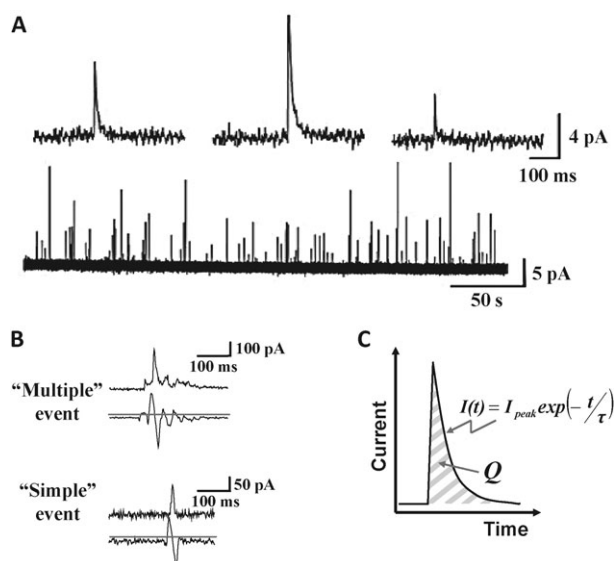 A
4 pA
100 ms
5 pA
50 s
B
100 pA
100 ms
“Multiple”
event
50 pA
100 ms
“Simple”
event
C
Current
I(t) = I peak exp(− t/τ)
Q
Time